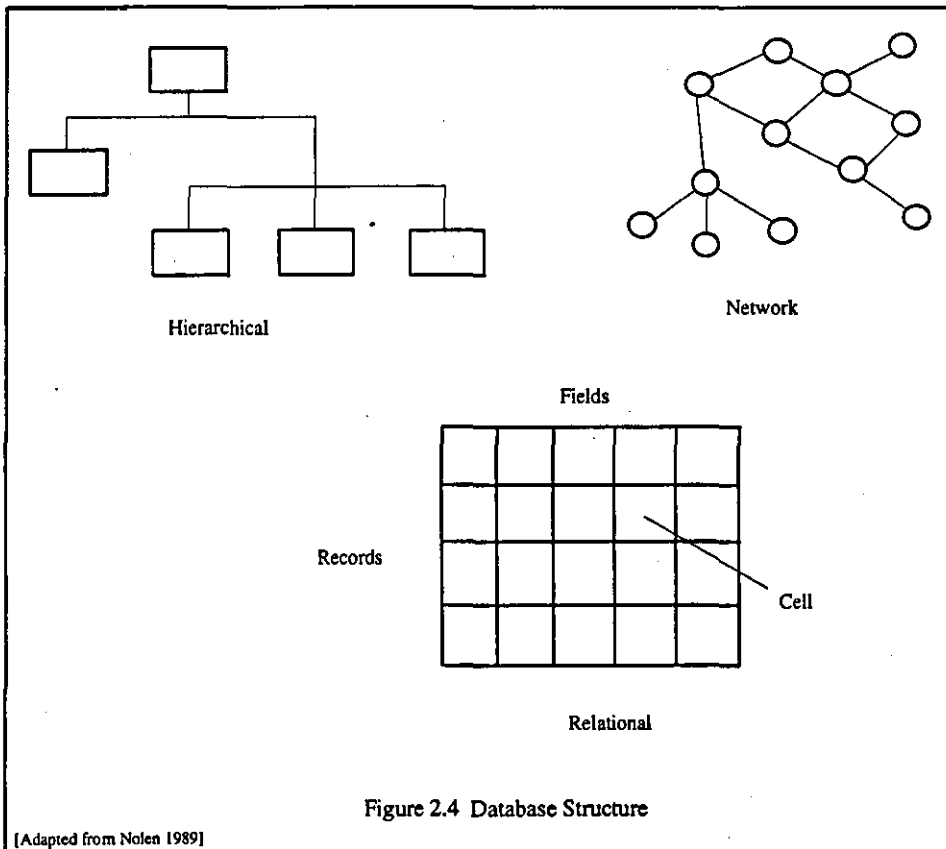 Hierarchical
Network
Fields
Records
Cell
Relational
Figure 2.4 Database Structure
[Adapted from Nolen 1989]